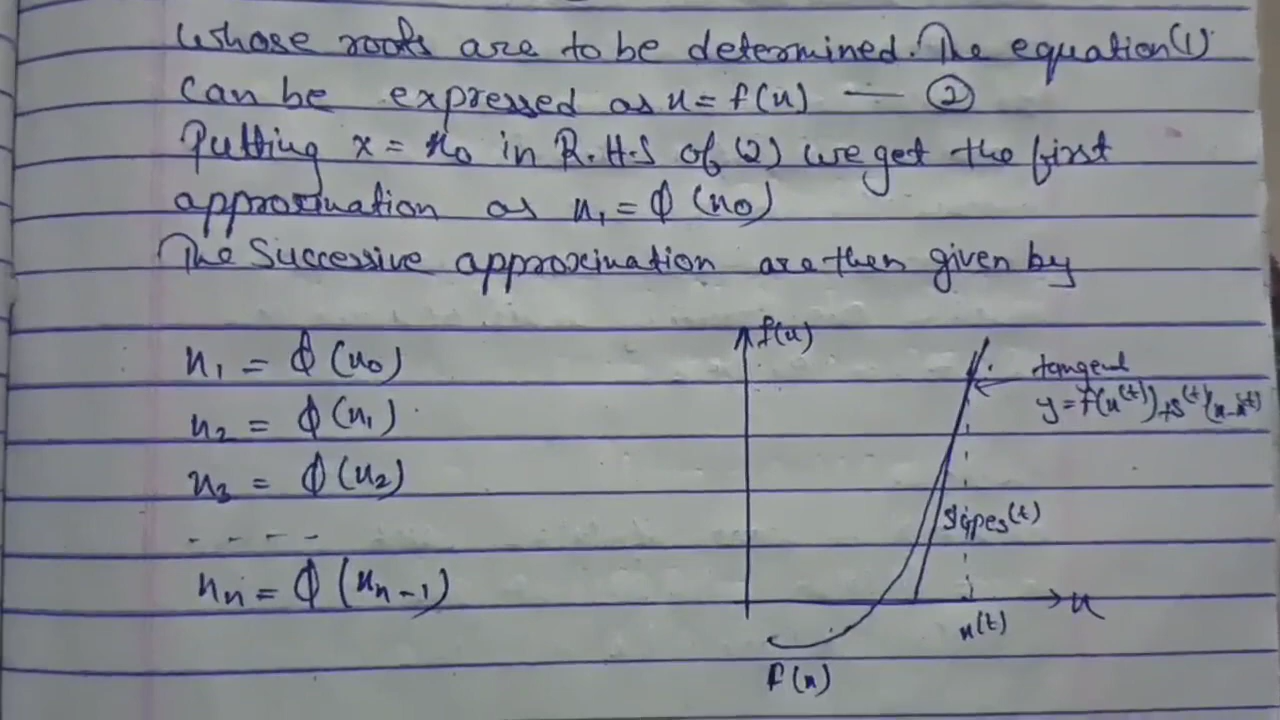 whose roots are to be determined. The equation (1)
can be expressed as x = f(x) — ②
Putting x = x₀ in R.H.S of (2) we get the first
approximation as x₁ = ϕ (x₀)
The Successive approximation are then given by
x₁ = ϕ (x₀)
x₂ = ϕ (x₁)
x₃ = ϕ (x₂)
- - - - -
xₙ = ϕ (xₙ₋₁)
f(x)
tangent
y = f(x⁽ᵗ⁾) + s⁽ᵗ⁾(x - x⁽ᵗ⁾)
slope s⁽ᵗ⁾
x
x⁽ᵗ⁾
f(x)